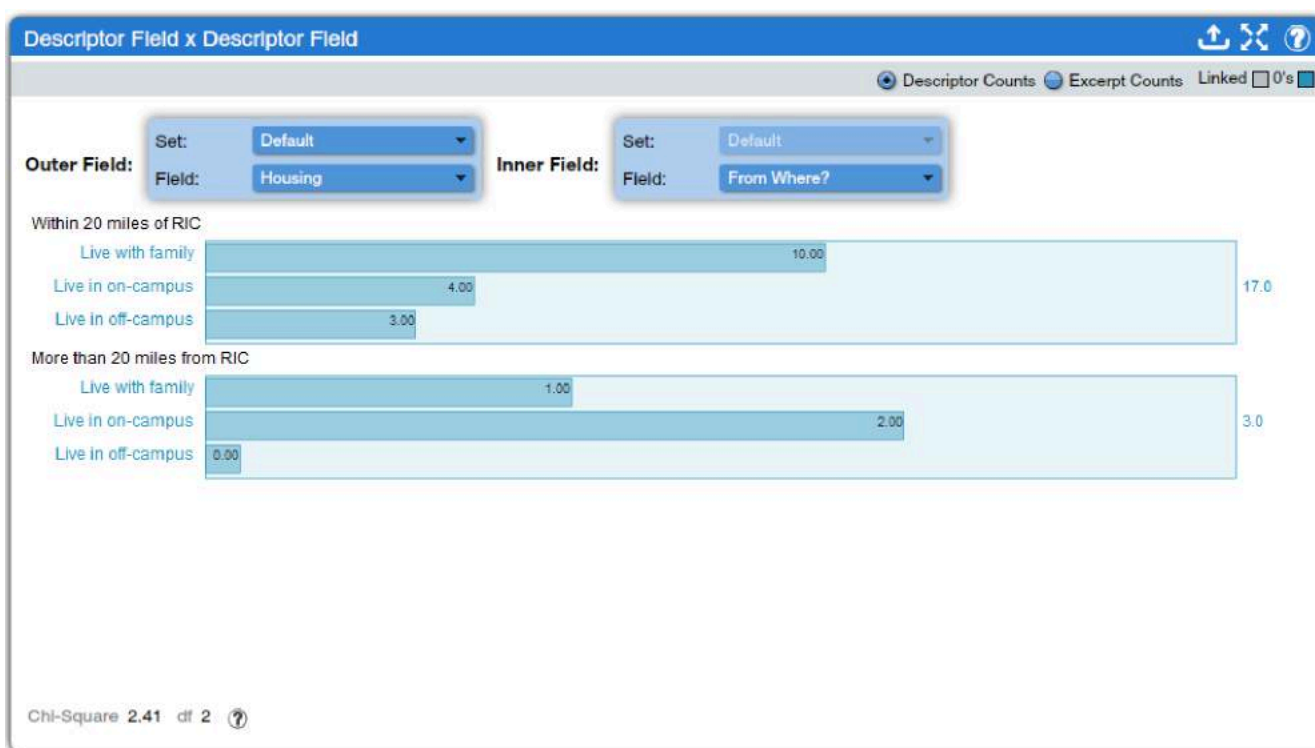 Descriptor Field x Descriptor Field
Descriptor Counts Excerpt Counts Linked 0's
Outer Field: Set: Default Field: Housing
Inner Field: Set: Default Field: From Where?
Within 20 miles of RIC
Live with family 10.00
Live in on-campus 4.00 17.0
Live in off-campus 3.00
More than 20 miles from RIC
Live with family 1.00
Live in on-campus 2.00 3.0
Live in off-campus 0.00
Chi-Square 2.41 df 2 ?